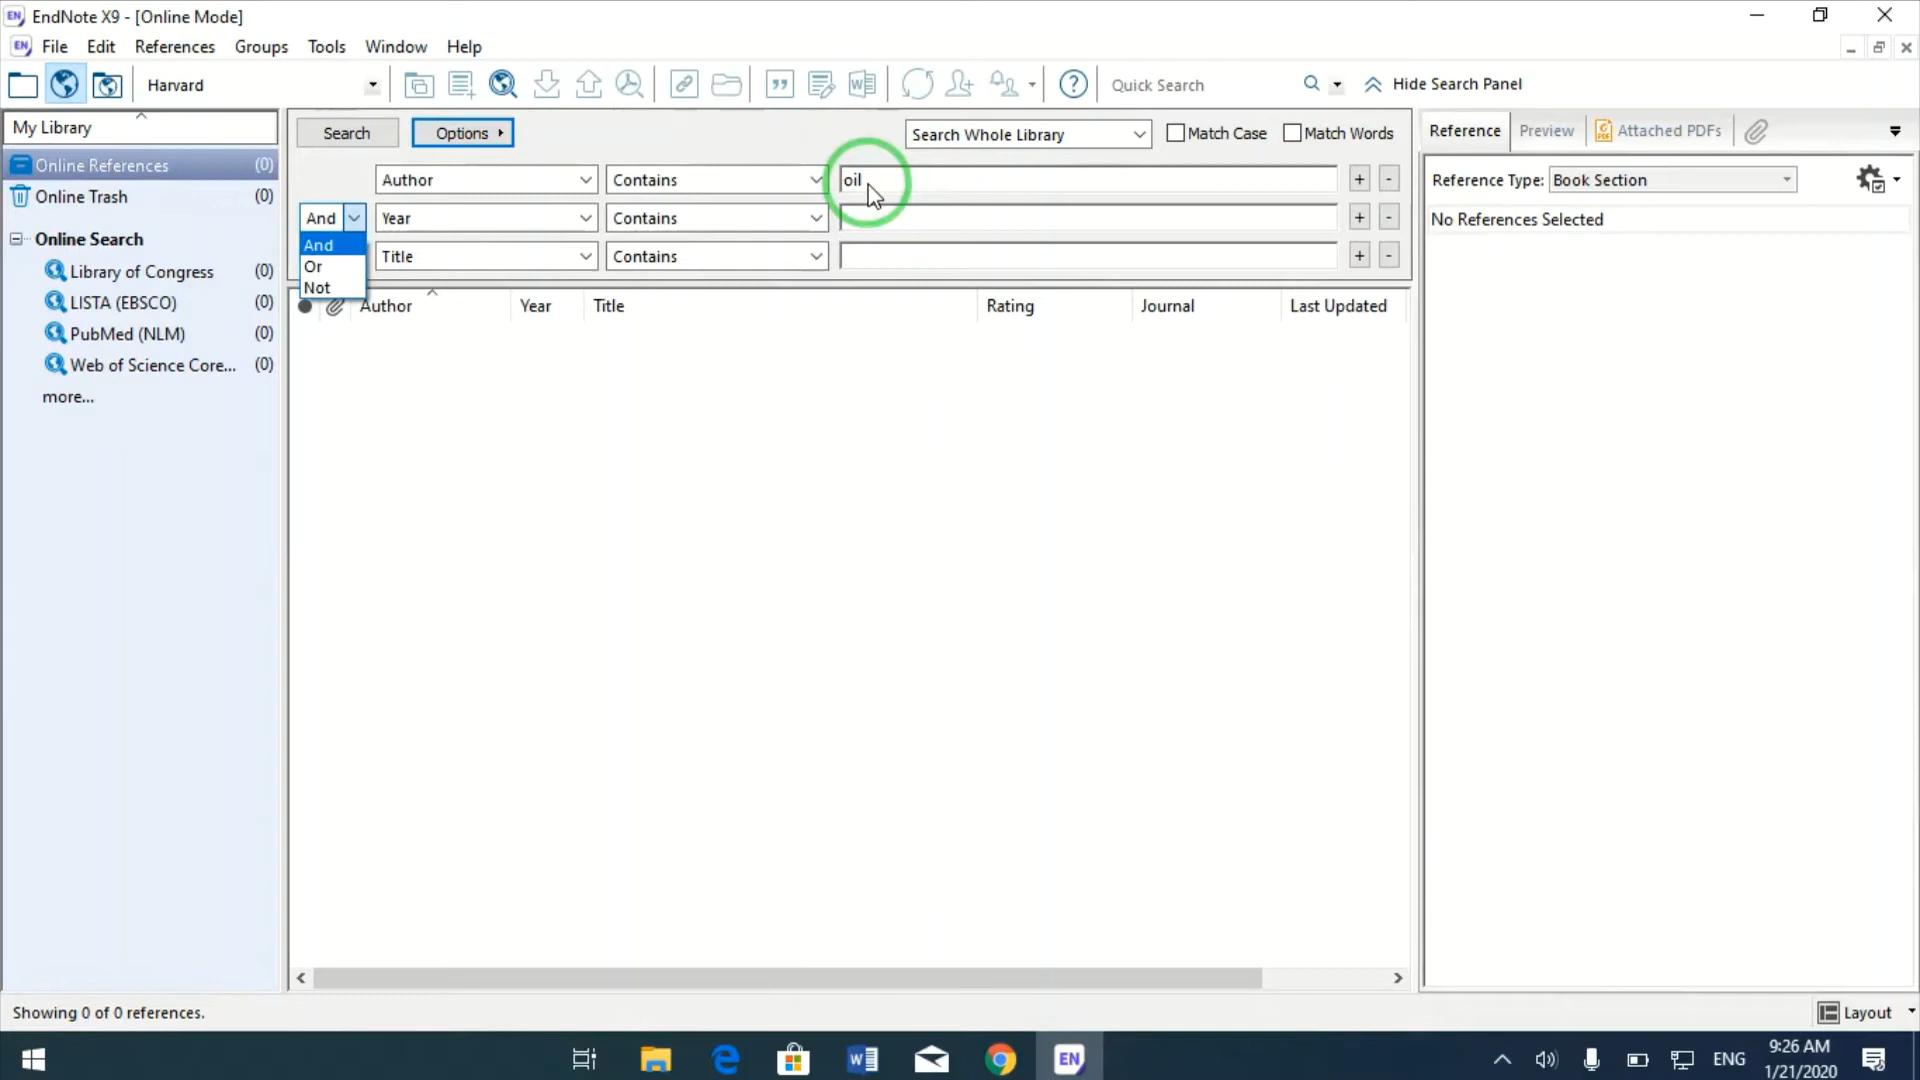 EN EndNote X9 - [Online Mode]
EN File Edit References Groups Tools Window Help
Harvard
Quick Search
Hide Search Panel
My Library
Online References (0)
Online Trash (0)
Online Search
Library of Congress (0)
LISTA (EBSCO) (0)
PubMed (NLM) (0)
Web of Science Core... (0)
more...
Search Options Search Whole Library Match Case Match Words
Author Contains oil + -
And Year Contains + -
And
Or
Not
Title Contains + -
Author Year Title Rating Journal Last Updated
Reference Preview Attached PDFs
Reference Type: Book Section
No References Selected
Showing 0 of 0 references.
Layout
EN
ENG
9:26 AM
1/21/2020